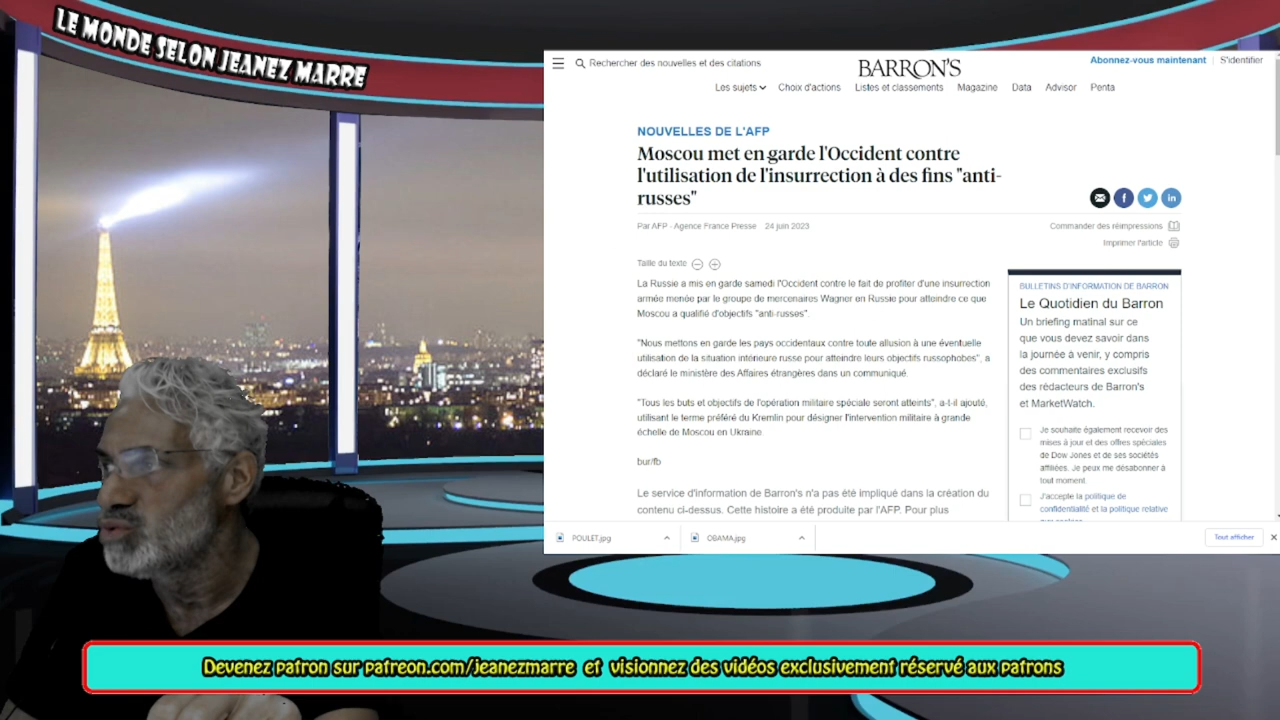 LE MONDE SELON JEANEZ MARRE
Rechercher des nouvelles et des citations
BARRON'S
Abonnez-vous maintenant
S'identifier
Les sujets
Choix d'actions
Listes et classements
Magazine
Data
Advisor
Penta
NOUVELLES DE L'AFP
Moscou met en garde l'Occident contre
l'utilisation de l'insurrection à des fins "anti-
russes"
Par AFP - Agence France Presse
24 juin 2023
Commander des réimpressions
Imprimer l'article
Taille du texte
La Russie a mis en garde samedi l'Occident contre le fait de profiter d'une insurrection
armée menée par le groupe de mercenaires Wagner en Russie pour atteindre ce que
Moscou a qualifié d'objectifs "anti-russes".
"Nous mettons en garde les pays occidentaux contre toute allusion à une éventuelle
utilisation de la situation intérieure russe pour atteindre leurs objectifs russophobes", a
déclaré le ministère des Affaires étrangères dans un communiqué.
"Tous les buts et objectifs de l'opération militaire spéciale seront atteints", a-t-il ajouté,
utilisant le terme préféré du Kremlin pour désigner l'intervention militaire à grande
échelle de Moscou en Ukraine.
bur/fb
Le service d'information de Barron's n'a pas été impliqué dans la création du
contenu ci-dessus. Cette histoire a été produite par l'AFP. Pour plus
BULLETINS D'INFORMATION DE BARRON
Le Quotidien du Barron
Un briefing matinal sur ce
que vous devez savoir dans
la journée à venir, y compris
des commentaires exclusifs
des rédacteurs de Barron's
et MarketWatch.
Je souhaite également recevoir des
mises à jour et des offres spéciales
de Dow Jones et de ses sociétés
affiliées. Je peux me désabonner à
tout moment.
J'accepte la politique de
confidentialité et la politique relative
POULET.jpg
OBAMA.jpg
Tout afficher
Devenez patron sur patreon.com/jeanezmarre et visionnez des vidéos exclusivement réservé aux patrons